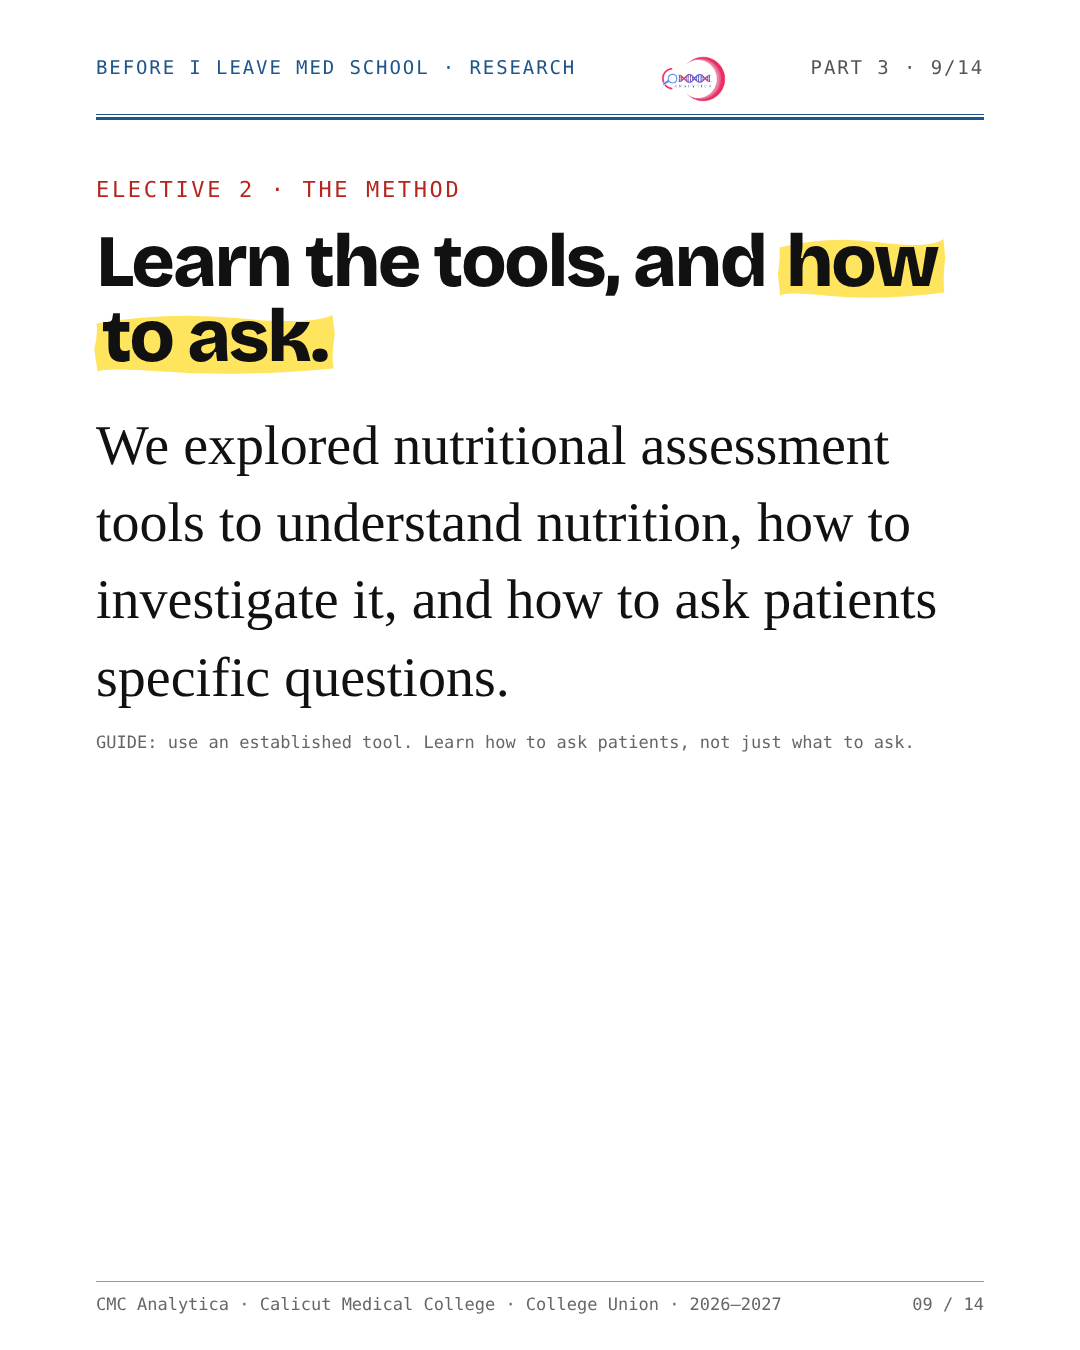 BEFORE I LEAVE MED SCHOOL · RESEARCH
ANALYTICA
PART 3 · 9/14
ELECTIVE 2 · THE METHOD
Learn the tools, and how
to ask.
We explored nutritional assessment
tools to understand nutrition, how to
investigate it, and how to ask patients
specific questions.
GUIDE: use an established tool. Learn how to ask patients, not just what to ask.
CMC Analytica · Calicut Medical College · College Union · 2026–2027
09 / 14